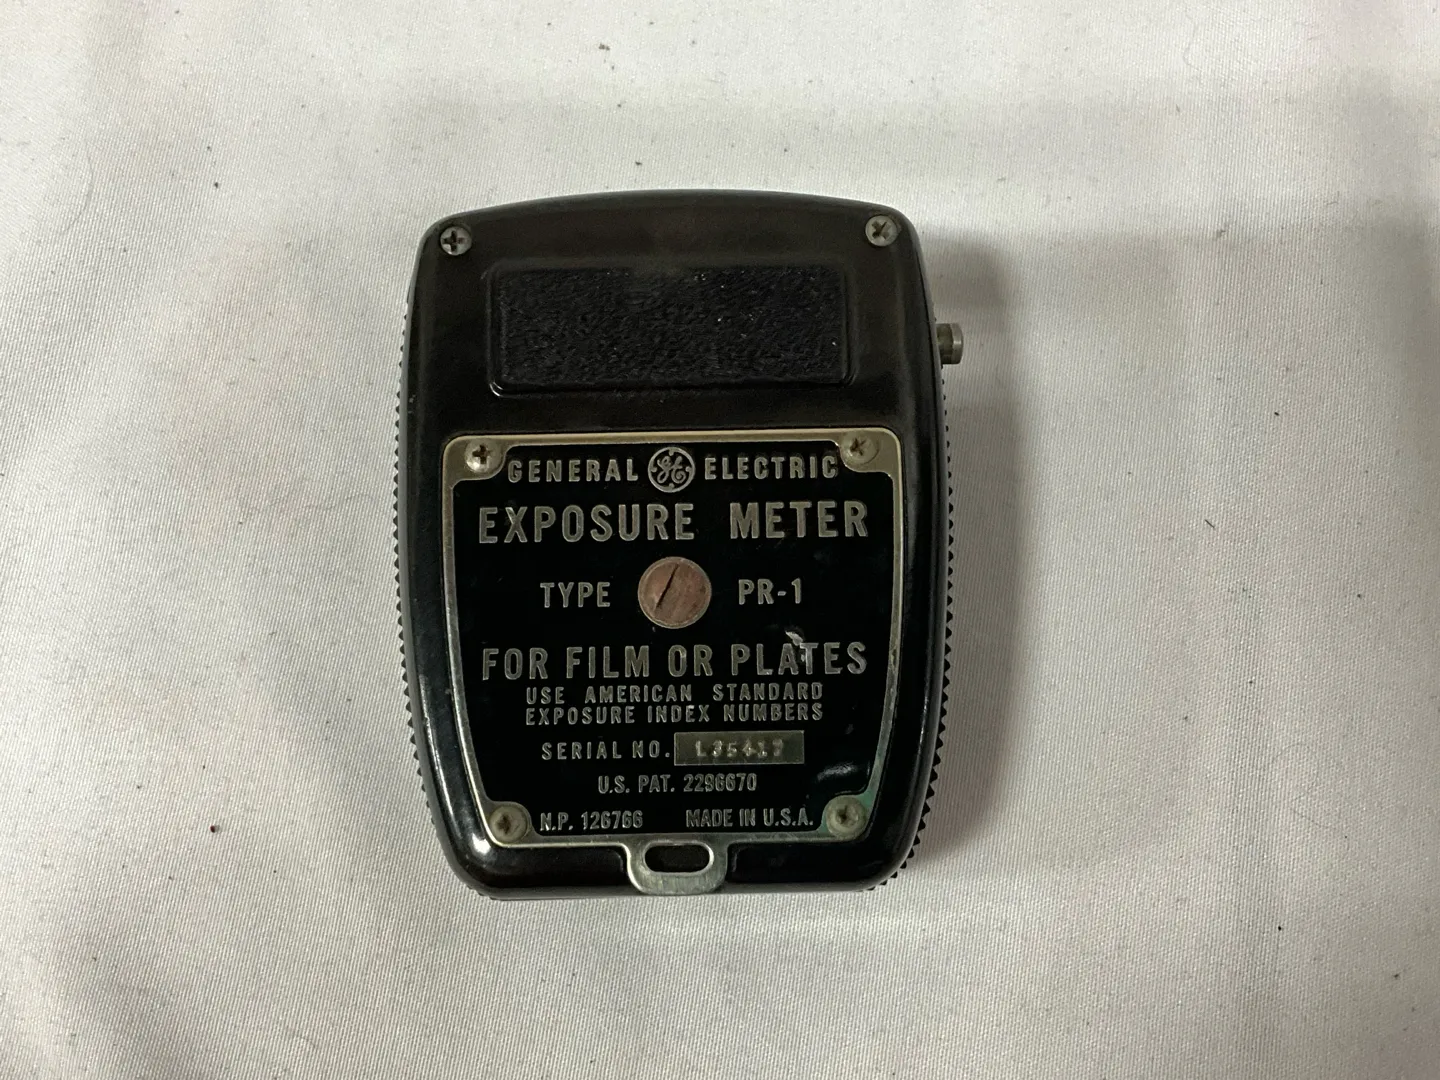 GENERAL GE ELECTRIC
EXPOSURE METER
TYPE PR-1
FOR FILM OR PLATES
USE AMERICAN STANDARD
EXPOSURE INDEX NUMBERS
SERIAL NO.
U.S. PAT. 2296670
N.P. 126766 MADE IN U.S.A.